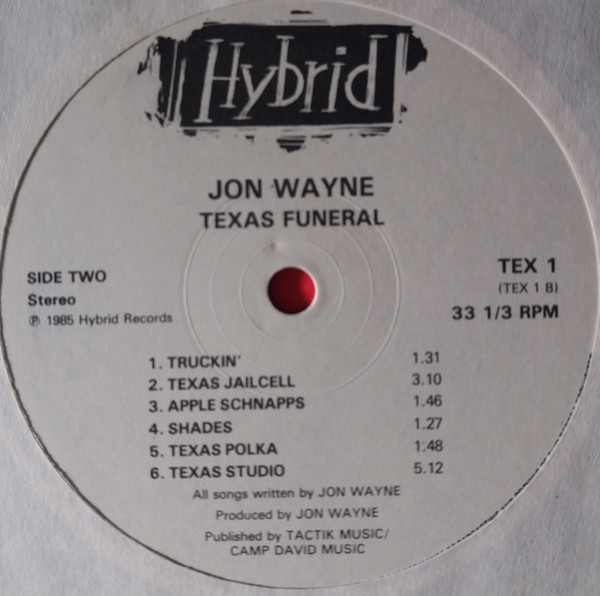 Hybrid
JON WAYNE
TEXAS FUNERAL
SIDE TWO
Stereo
℗ 1985 Hybrid Records
TEX 1
(TEX 1 B)
33 1/3 RPM
1. TRUCKIN' 1.31
2. TEXAS JAILCELL 3.10
3. APPLE SCHNAPPS 1.46
4. SHADES 1.27
5. TEXAS POLKA 1:48
6. TEXAS STUDIO 5.12
All songs written by JON WAYNE
Produced by JON WAYNE
Published by TACTIK MUSIC/
CAMP DAVID MUSIC